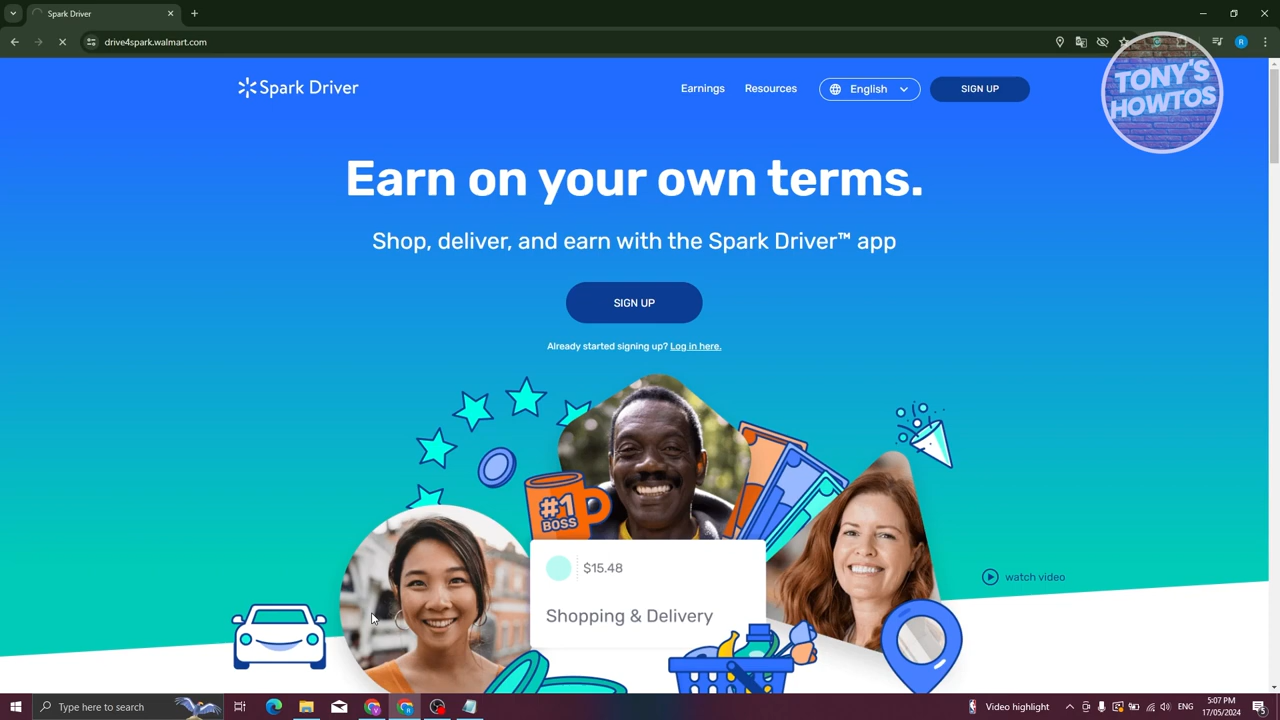 Spark Driver
drive4spark.walmart.com
R
Spark Driver
Earnings
Resources
English
SIGN UP
TONY'S
HOWTOS
Earn on your own terms.
Shop, deliver, and earn with the Spark Driver™ app
SIGN UP
Already started signing up? Log in here.
#1
BOSS
$15.48
Shopping & Delivery
watch video
Type here to search
Video highlight
ENG
5:07 PM
17/05/2024
5